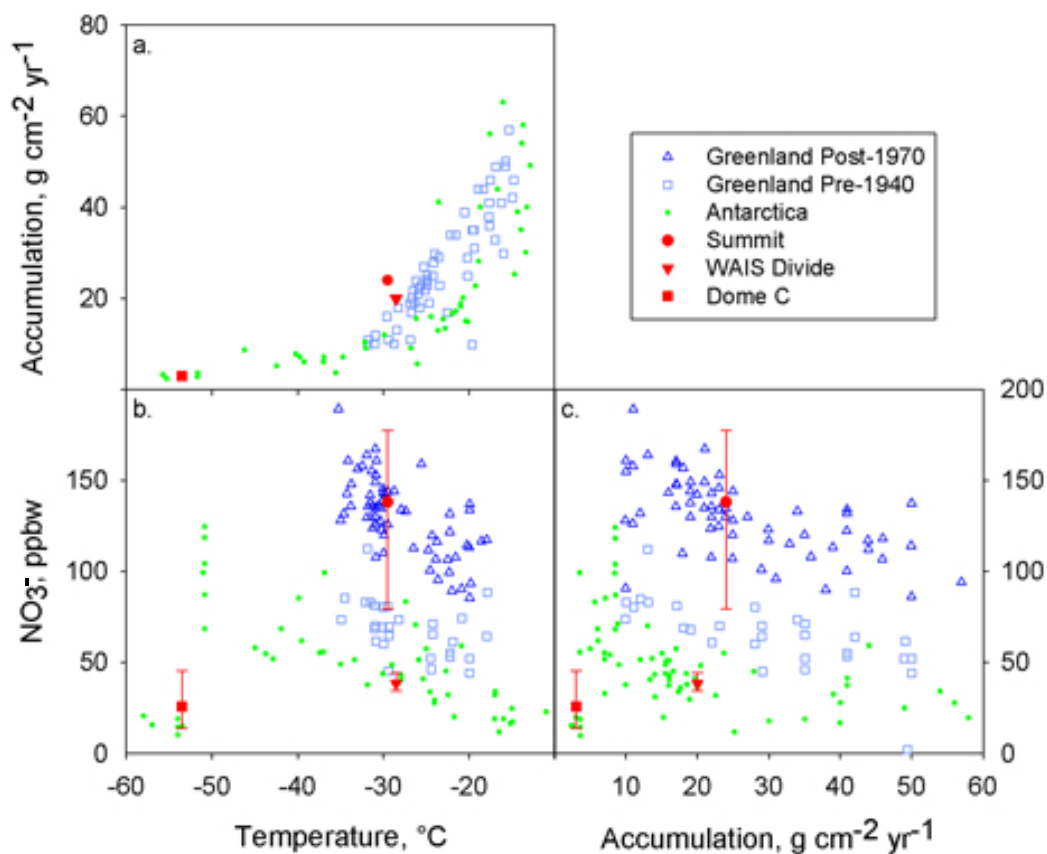 80
a.
60
40
20
Accumulation, g cm-2 yr-1
Greenland Post-1970
Greenland Pre-1940
Antarctica
Summit
WAIS Divide
Dome C
b.
c.
200
150
150
100
100
50
50
0
0
NO3-, ppbw
-60 -50 -40 -30 -20
10 20 30 40 50 60
Temperature, °C
Accumulation, g cm-2 yr-1